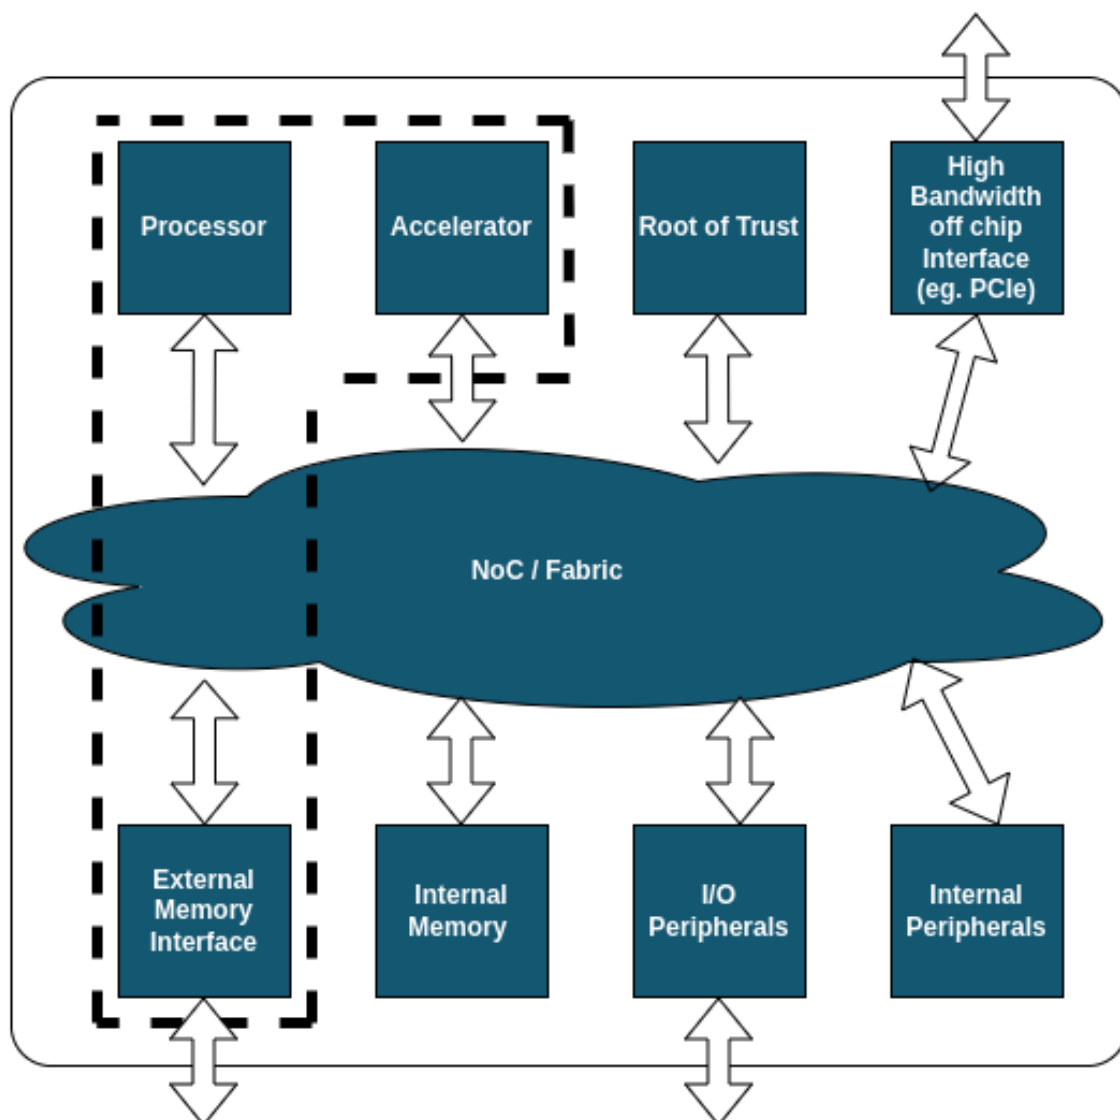 Processor
Accelerator
Root of Trust
High
Bandwidth
off chip
Interface
(eg. PCIe)
NoC / Fabric
External
Memory
Interface
Internal
Memory
I/O
Peripherals
Internal
Peripherals